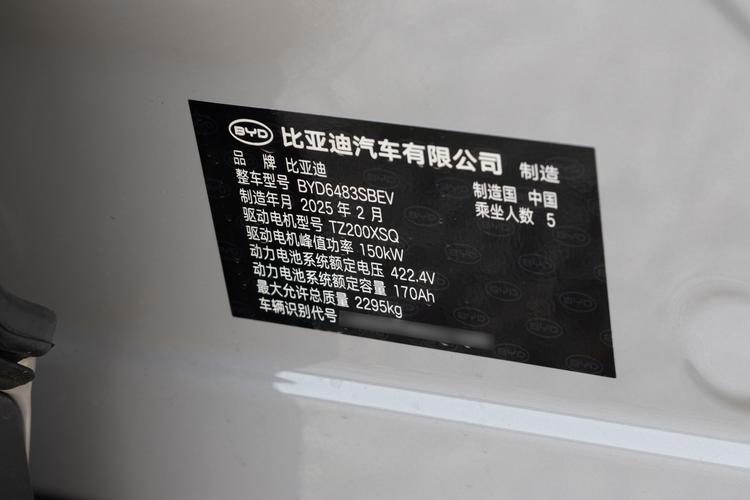 BYD 比亚迪汽车有限公司 制造
品 牌 比亚迪
整车型号 BYD6483SBEV 制造国 中国
制造年月 2025 年 2 月 乘坐人数 5
驱动电机型号 TZ200XSQ
驱动电机峰值功率 150kW
动力电池系统额定电压 422.4V
动力电池系统额定容量 170Ah
最大允许总质量 2295kg
车辆识别代号